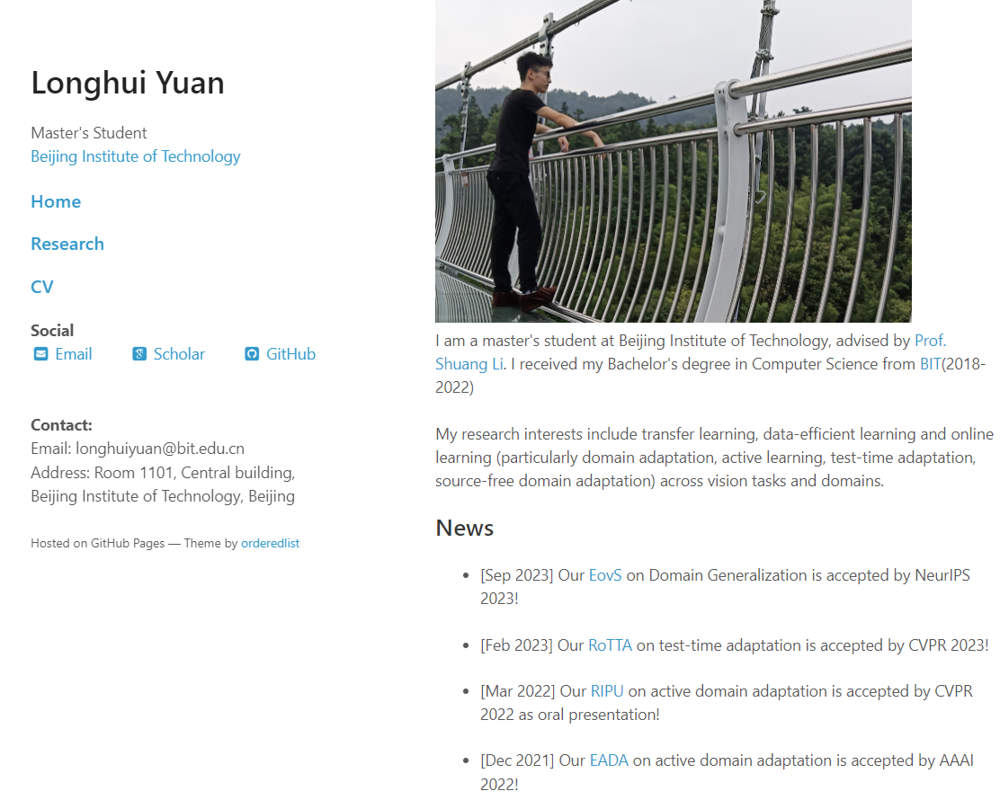 Longhui Yuan
Master's Student
Beijing Institute of Technology
Home
Research
CV
Social
Email Scholar GitHub
Contact:
Email: longhuiyuan@bit.edu.cn
Address: Room 1101, Central building,
Beijing Institute of Technology, Beijing
Hosted on GitHub Pages — Theme by orderedlist
I am a master's student at Beijing Institute of Technology, advised by Prof.
Shuang Li. I received my Bachelor's degree in Computer Science from BIT(2018-
2022)
My research interests include transfer learning, data-efficient learning and online
learning (particularly domain adaptation, active learning, test-time adaptation,
source-free domain adaptation) across vision tasks and domains.
News
• [Sep 2023] Our EovS on Domain Generalization is accepted by NeurIPS
2023!
• [Feb 2023] Our RoTTA on test-time adaptation is accepted by CVPR 2023!
• [Mar 2022] Our RIPU on active domain adaptation is accepted by CVPR
2022 as oral presentation!
• [Dec 2021] Our EADA on active domain adaptation is accepted by AAAI
2022!